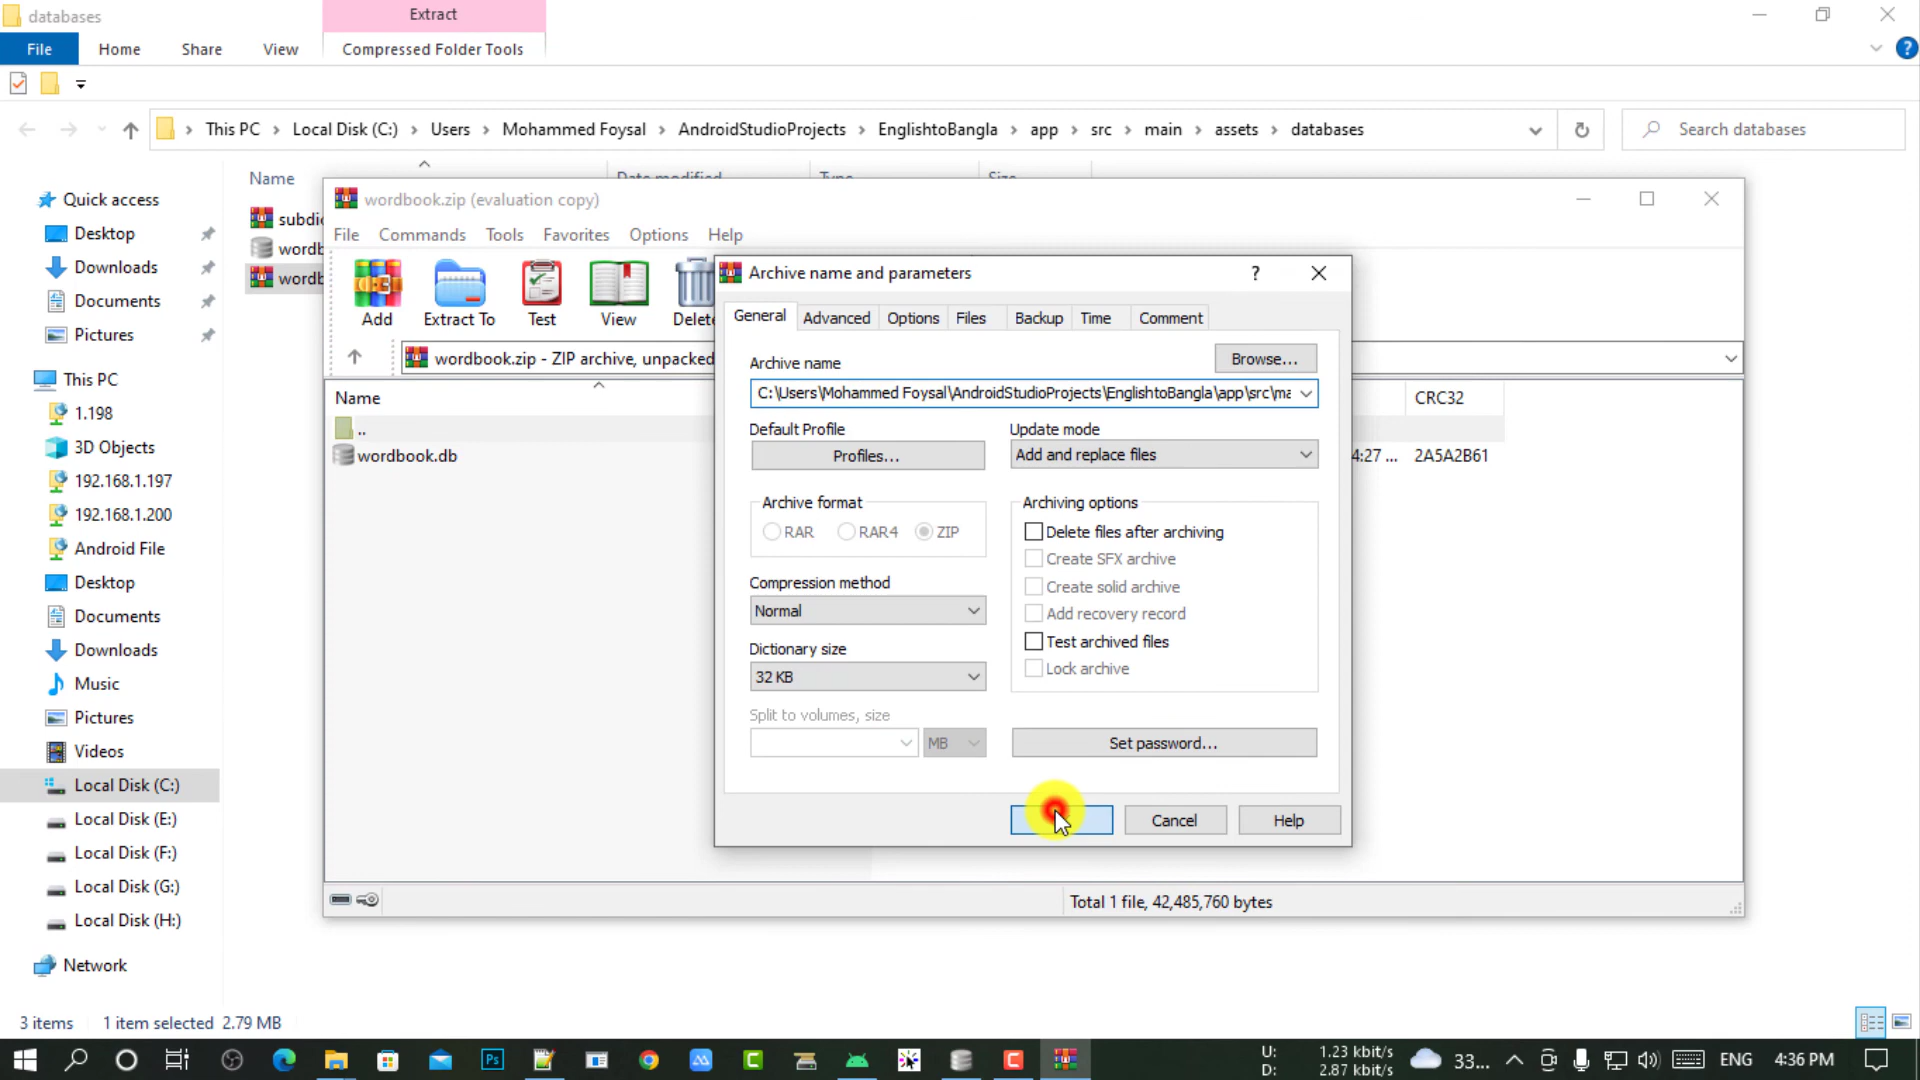 databases
Extract
File
Home
Share
View
Compressed Folder Tools
This PC
Local Disk (C:)
Users
Mohammed Foysal
AndroidStudioProjects
EnglishtoBangla
app
src
main
assets
databases
Search databases
Name
Quick access
Desktop
Downloads
Documents
Pictures
This PC
1.198
3D Objects
192.168.1.197
192.168.1.200
Android File
Desktop
Documents
Downloads
Music
Pictures
Videos
Local Disk (C:)
Local Disk (E:)
Local Disk (F:)
Local Disk (G:)
Local Disk (H:)
Network
wordbook.zip (evaluation copy)
File Commands Tools Favorites Options Help
Add
Extract To
Test
View
Delete
wordbook.zip - ZIP archive, unpacked
Name
CRC32
..
wordbook.db
4:27 ...
2A5A2B61
Archive name and parameters
?
General
Advanced
Options
Files
Backup
Time
Comment
Archive name
Browse...
C:\Users\Mohammed Foysal\AndroidStudioProjects\EnglishtoBangla\app\src\ma
Default Profile
Profiles...
Update mode
Add and replace files
Archive format
RAR
RAR4
ZIP
Archiving options
Delete files after archiving
Create SFX archive
Create solid archive
Add recovery record
Test archived files
Lock archive
Compression method
Normal
Dictionary size
32 KB
Split to volumes, size
MB
Set password...
Cancel
Help
Total 1 file, 42,485,760 bytes
3 items
1 item selected 2.79 MB
U: 1.23 kbit/s
D: 2.87 kbit/s
33...
ENG
4:36 PM